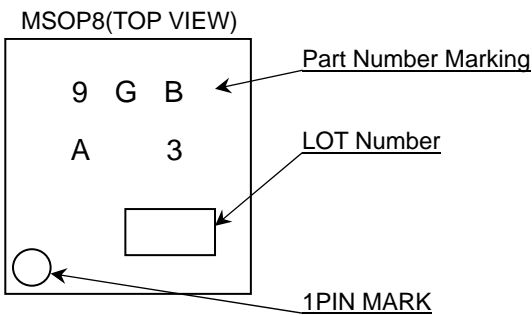 MSOP8(TOP VIEW)
Part Number Marking
9 G B
A 3
LOT Number
1PIN MARK